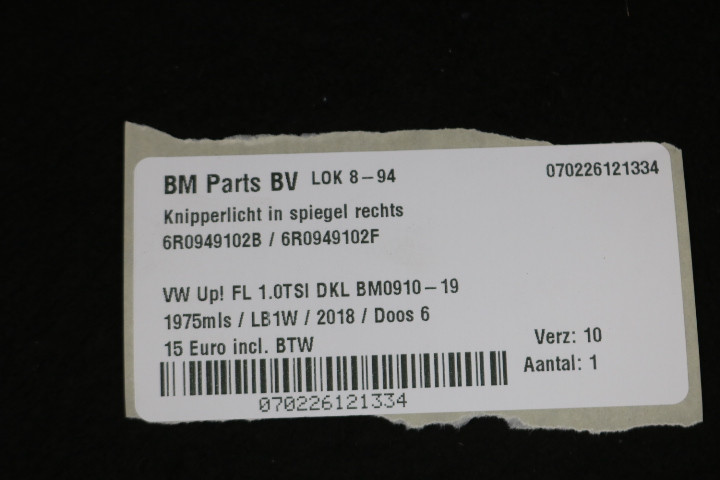 BM Parts BV LOK 8-94 070226121334
Knipperlicht in spiegel rechts
6R0949102B / 6R0949102F
VW Up! FL 1.0TSI DKL BM0910-19
1975mls / LB1W / 2018 / Doos 6
15 Euro incl. BTW Verz: 10
Aantal: 1
070226121334